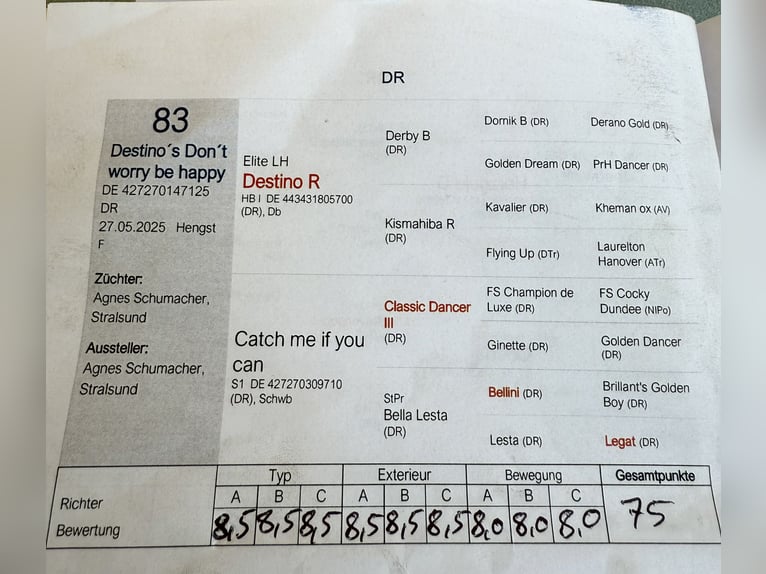 DR
83
Destino´s Don´t
worry be happy
DE 427270147125
DR
27.05.2025 Hengst
F
Züchter:
Agnes Schumacher,
Stralsund
Aussteller:
Agnes Schumacher,
Stralsund
Elite LH
Destino R
HB I DE 443431805700
(DR), Db
Catch me if you
can
S1 DE 427270309710
(DR), Schwb
Derby B
(DR)
Kismahiba R
(DR)
Classic Dancer
III
(DR)
StPr
Bella Lesta
(DR)
Dornik B (DR)
Golden Dream (DR)
Kavalier (DR)
Flying Up (DTr)
FS Champion de
Luxe (DR)
Ginette (DR)
Bellini (DR)
Lesta (DR)
Derano Gold (DR)
PrH Dancer (DR)
Kheman ox (AV)
Laurelton
Hanover (ATr)
FS Cocky
Dundee (NlPo)
Golden Dancer
(DR)
Brillant's Golden
Boy (DR)
Legat (DR)
Typ Exterieur Bewegung Gesamtpunkte
Richter A B C A B C A B C
Bewertung 8,5 8,5 8,5 8,5 8,5 8,5 8,0 8,0 8,0 75